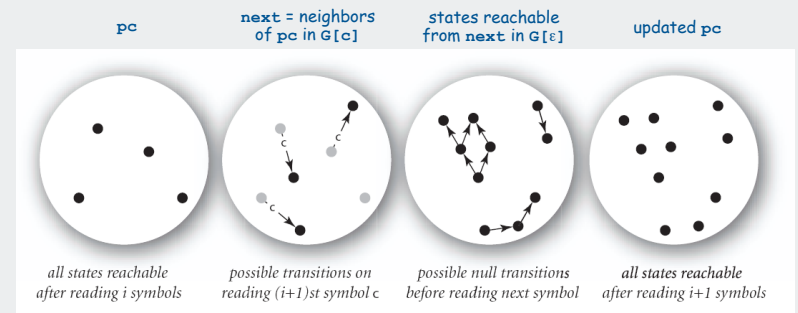 pc
next = neighbors
of pc in G[c]
states reachable
from next in G[ε]
updated pc
c
c
c
all states reachable
after reading i symbols
possible transitions on
reading (i+1)st symbol c
possible null transitions
before reading next symbol
all states reachable
after reading i+1 symbols